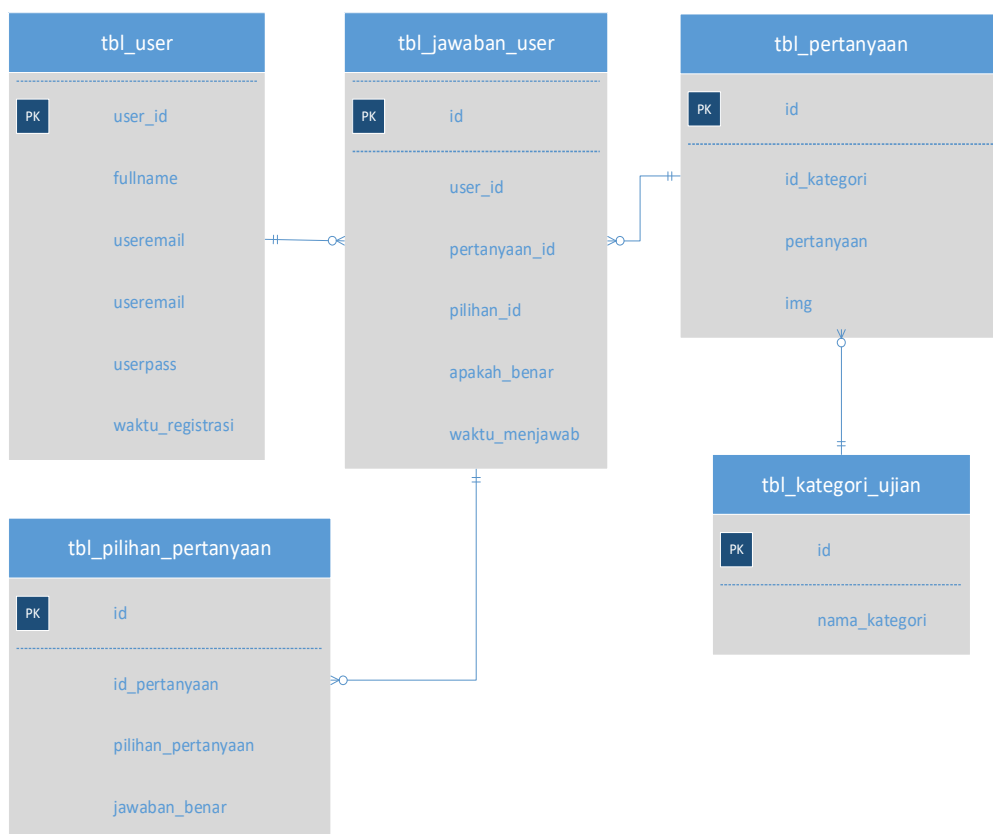 tbl_user
PK
user_id
fullname
useremail
useremail
userpass
waktu_registrasi
tbl_jawaban_user
PK
id
user_id
pertanyaan_id
pilihan_id
apakah_benar
waktu_menjawab
tbl_pertanyaan
PK
id
id_kategori
pertanyaan
img
tbl_pilihan_pertanyaan
PK
id
id_pertanyaan
pilihan_pertanyaan
jawaban_benar
tbl_kategori_ujian
PK
id
nama_kategori